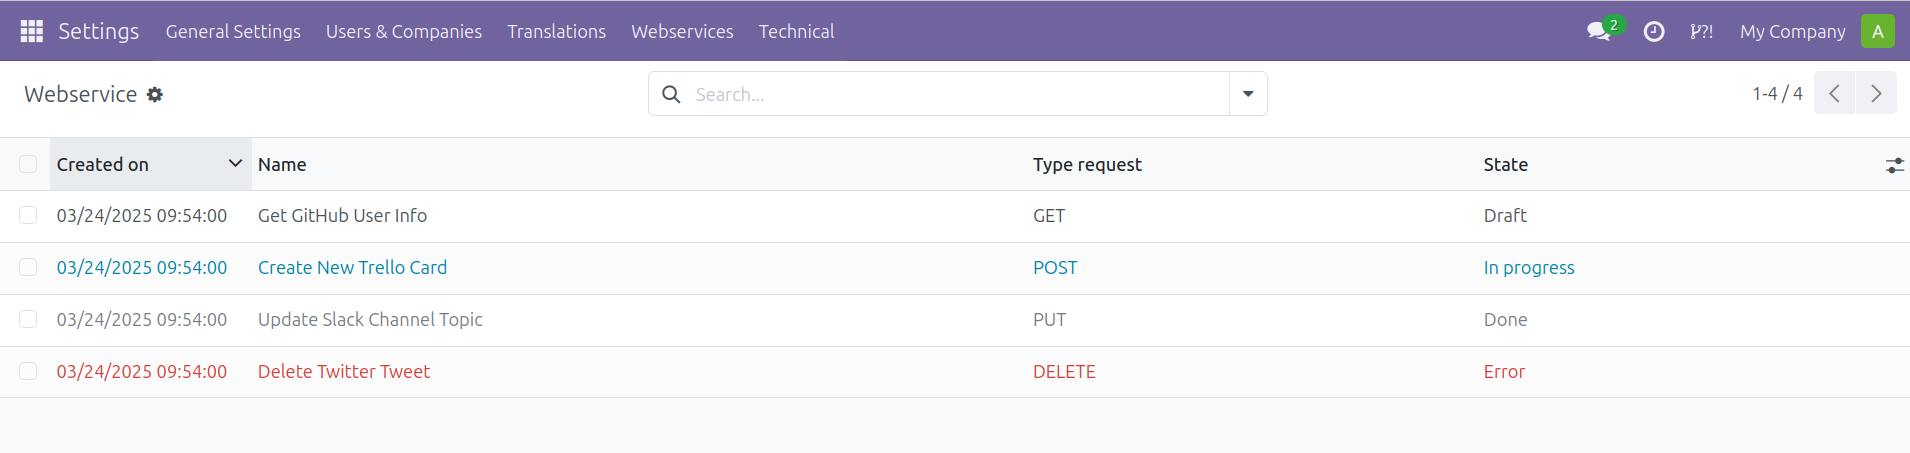 Settings General Settings Users & Companies Translations Webservices Technical 2 ?! My Company A
Webservice Search... 1-4 / 4
Created on Name Type request State
03/24/2025 09:54:00 Get GitHub User Info GET Draft
03/24/2025 09:54:00 Create New Trello Card POST In progress
03/24/2025 09:54:00 Update Slack Channel Topic PUT Done
03/24/2025 09:54:00 Delete Twitter Tweet DELETE Error